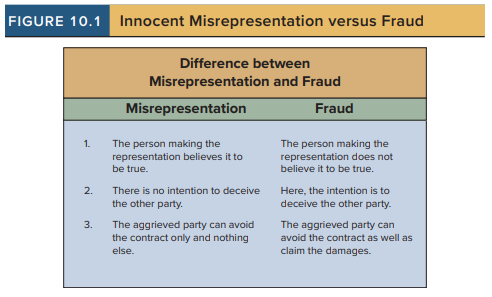 FIGURE 10.1 Innocent Misrepresentation versus Fraud
Difference between
Misrepresentation and Fraud
Misrepresentation Fraud
1. The person making the
representation believes it to
be true.
The person making the
representation does not
believe it to be true.
2. There is no intention to deceive
the other party.
Here, the intention is to
deceive the other party.
3. The aggrieved party can avoid
the contract only and nothing
else.
The aggrieved party can
avoid the contract as well as
claim the damages.